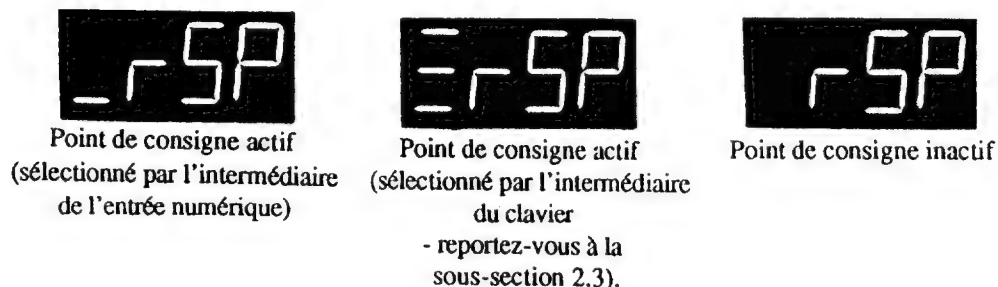 _rSP
Point de consigne actif
(sélectionné par l'intermédiaire
de l'entrée numérique)
≡rSP
Point de consigne actif
(sélectionné par l'intermédiaire
du clavier
- reportez-vous à la
sous-section 2.3).
rSP
Point de consigne inactif